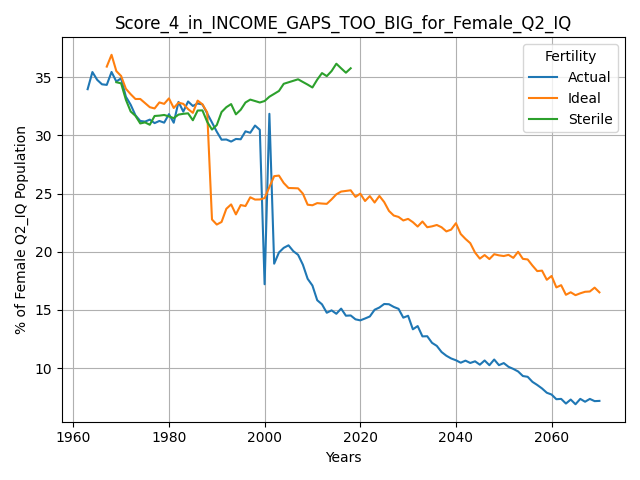 Score_4_in_INCOME_GAPS_TOO_BIG_for_Female_Q2_IQ
% of Female Q2_IQ Population
35
30
25
20
15
10
Fertility
Actual
Ideal
Sterile
1960 1980 2000 2020 2040 2060
Years